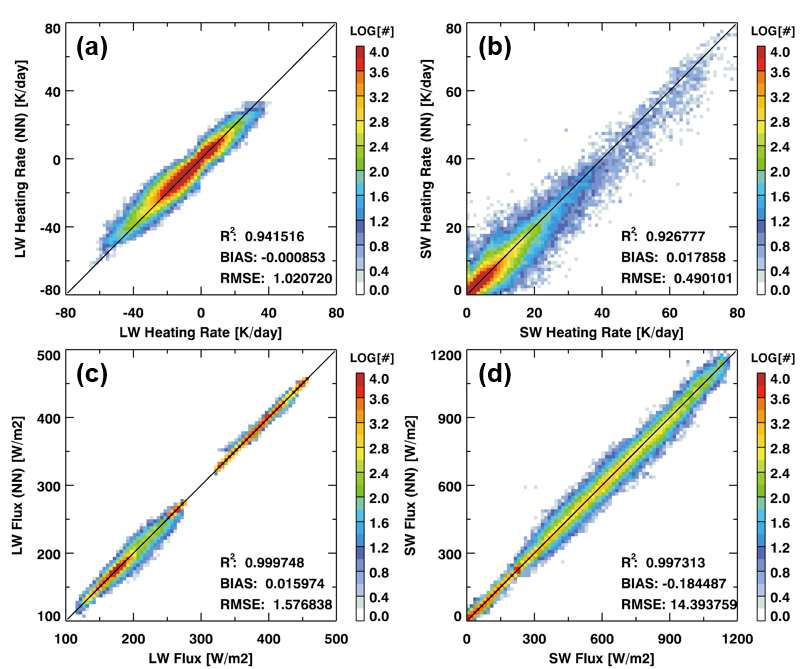 (a)
80
40
0
-40
-80
LW Heating Rate (NN) [K/day]
R²: 0.941516
BIAS: -0.000853
RMSE: 1.020720
-80 -40 0 40 80
LW Heating Rate [K/day]
LOG[#]
4.0
3.6
3.2
2.8
2.4
2.0
1.6
1.2
0.8
0.4
0.0
(b)
80
60
40
20
0
SW Heating Rate (NN) [K/day]
R²: 0.926777
BIAS: 0.017858
RMSE: 0.490101
0 20 40 60 80
SW Heating Rate [K/day]
LOG[#]
4.0
3.6
3.2
2.8
2.4
2.0
1.6
1.2
0.8
0.4
0.0
(c)
500
400
300
200
100
LW Flux (NN) [W/m2]
R²: 0.999748
BIAS: 0.015974
RMSE: 1.576838
100 200 300 400 500
LW Flux [W/m2]
LOG[#]
4.0
3.6
3.2
2.8
2.4
2.0
1.6
1.2
0.8
0.4
0.0
(d)
1200
900
600
300
0
SW Flux (NN) [W/m2]
R²: 0.997313
BIAS: -0.184487
RMSE: 14.393759
0 300 600 900 1200
SW Flux [W/m2]
LOG[#]
4.0
3.6
3.2
2.8
2.4
2.0
1.6
1.2
0.8
0.4
0.0